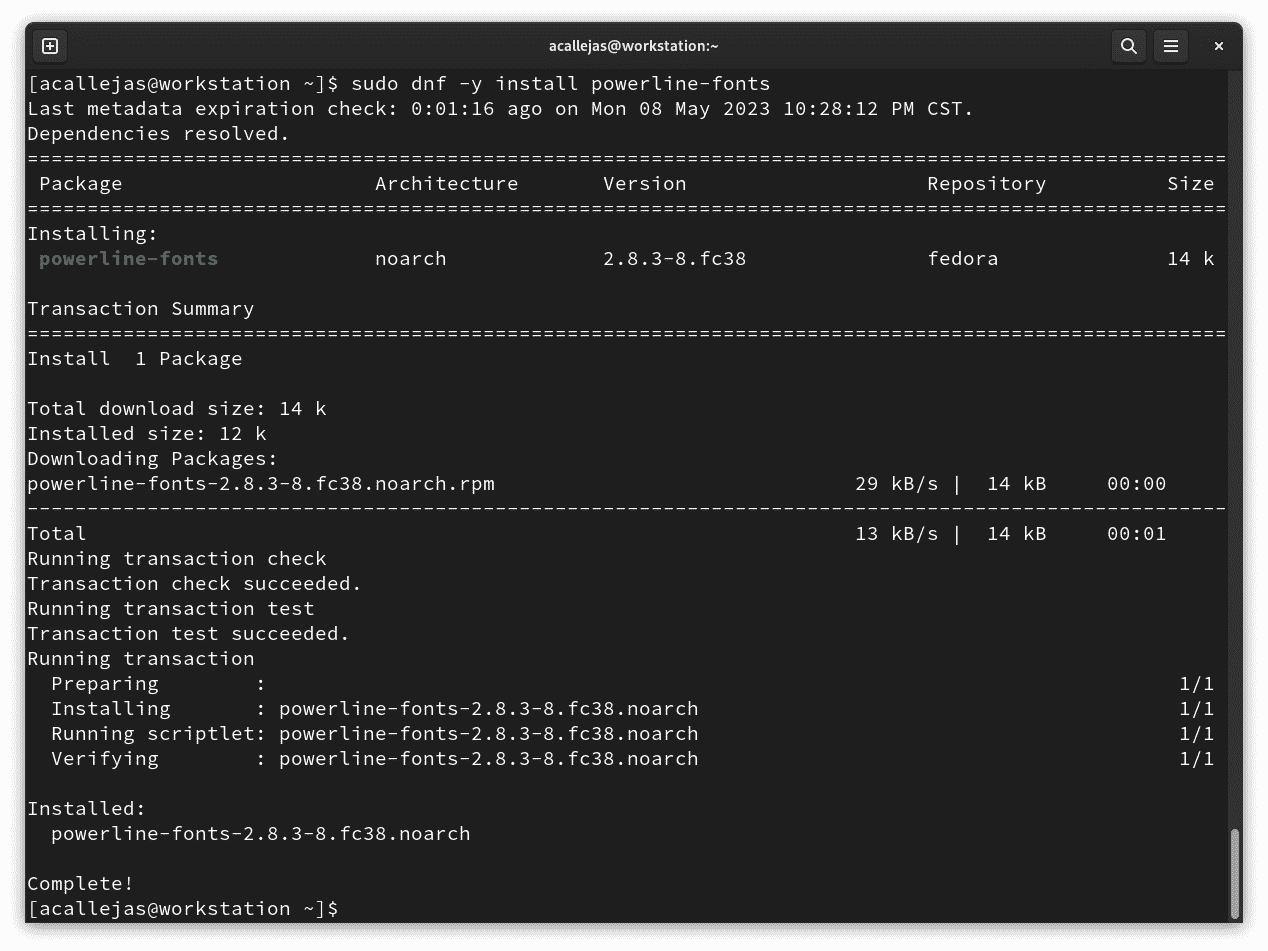 acallejas@workstation:~
[acallejas@workstation ~]$ sudo dnf -y install powerline-fonts
Last metadata expiration check: 0:01:16 ago on Mon 08 May 2023 10:28:12 PM CST.
Dependencies resolved.
====================================================================================================
 Package                     Architecture       Version                    Repository          Size
====================================================================================================
Installing:
 powerline-fonts             noarch             2.8.3-8.fc38               fedora              14 k

Transaction Summary
====================================================================================================
Install  1 Package

Total download size: 14 k
Installed size: 12 k
Downloading Packages:
powerline-fonts-2.8.3-8.fc38.noarch.rpm                              29 kB/s |  14 kB     00:00
----------------------------------------------------------------------------------------------------
Total                                                                13 kB/s |  14 kB     00:01
Running transaction check
Transaction check succeeded.
Running transaction test
Transaction test succeeded.
Running transaction
  Preparing        :                                                                            1/1
  Installing       : powerline-fonts-2.8.3-8.fc38.noarch                                        1/1
  Running scriptlet: powerline-fonts-2.8.3-8.fc38.noarch                                        1/1
  Verifying        : powerline-fonts-2.8.3-8.fc38.noarch                                        1/1

Installed:
  powerline-fonts-2.8.3-8.fc38.noarch

Complete!
[acallejas@workstation ~]$